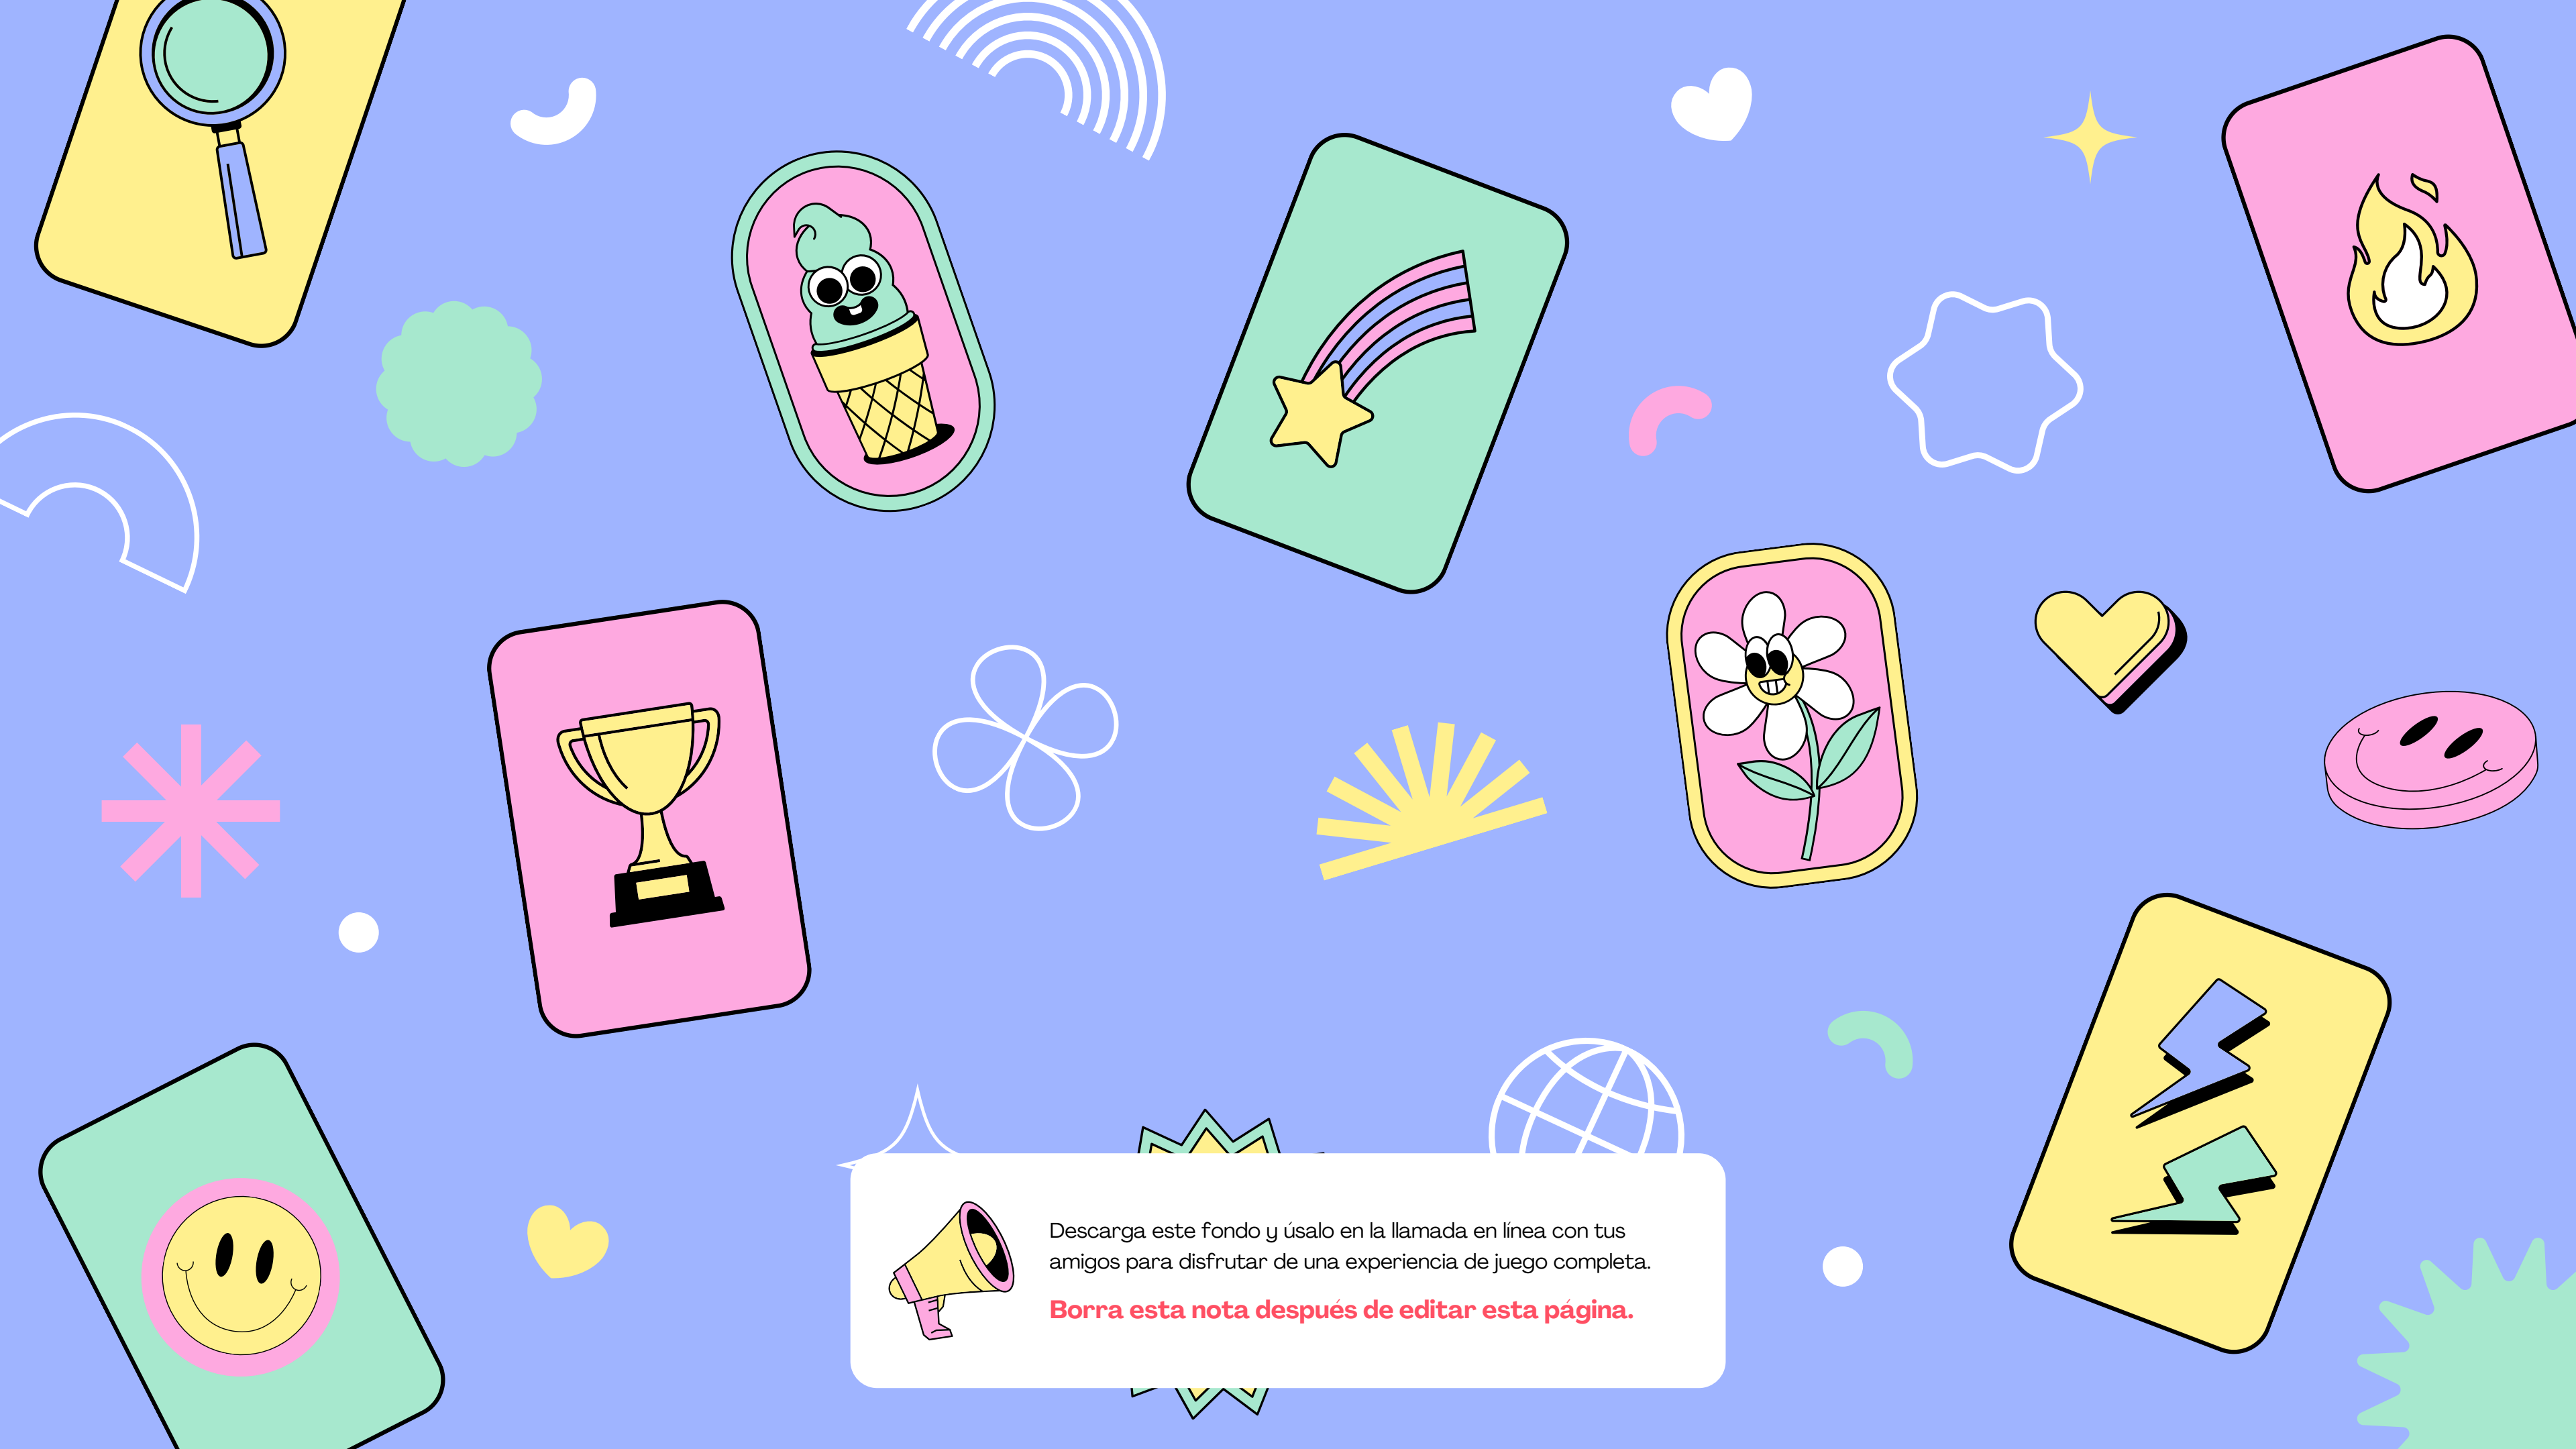 Descarga este fondo y úsalo en la llamada en línea con tus
amigos para disfrutar de una experiencia de juego completa.
Borra esta nota después de editar esta página.